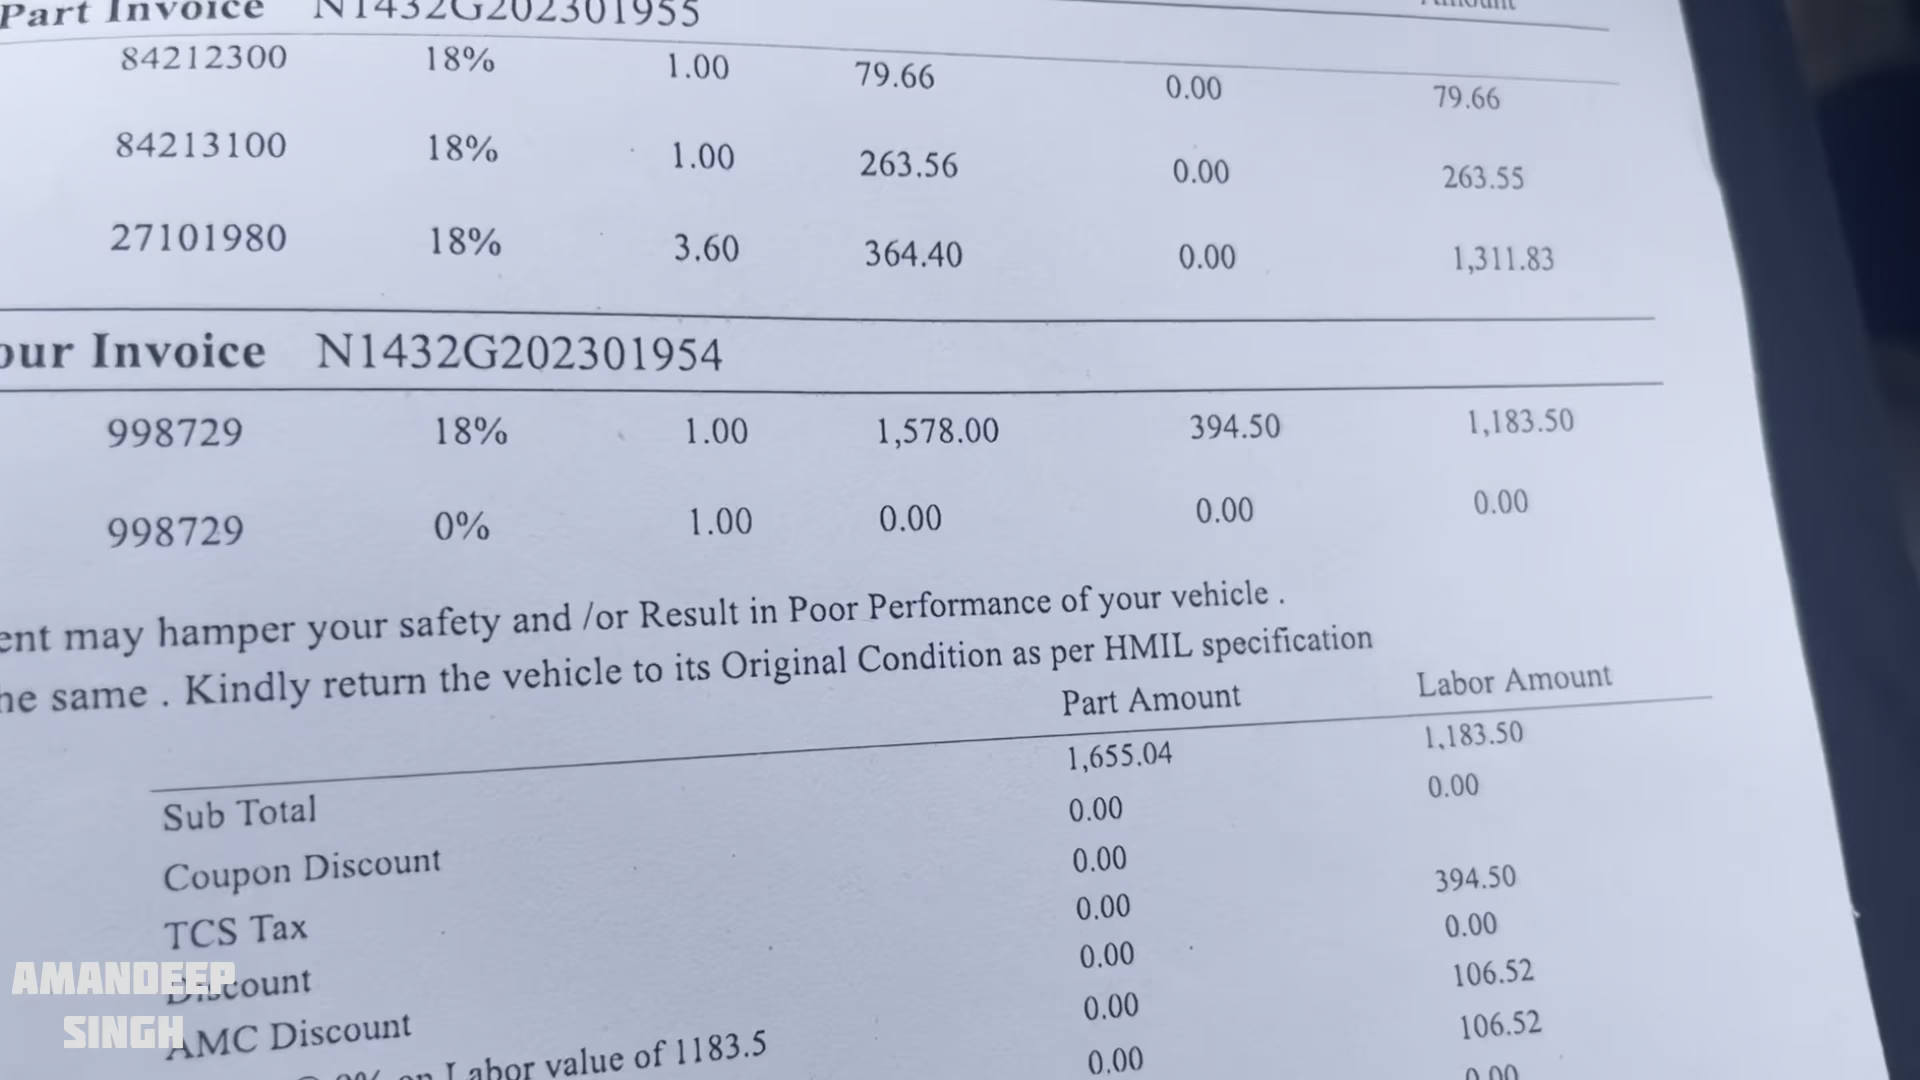 Part Invoice N1432G202301955
Amount
84212300 18% 1.00 79.66 0.00 79.66
84213100 18% 1.00 263.56 0.00 263.55
27101980 18% 3.60 364.40 0.00 1,311.83
our Invoice N1432G202301954
998729 18% 1.00 1,578.00 394.50 1,183.50
998729 0% 1.00 0.00 0.00 0.00
ent may hamper your safety and /or Result in Poor Performance of your vehicle .
he same . Kindly return the vehicle to its Original Condition as per HMIL specification
Part Amount Labor Amount
Sub Total 1,655.04 1,183.50
Coupon Discount 0.00 0.00
TCS Tax 0.00
Discount 0.00 394.50
AMC Discount 0.00 0.00
on Labor value of 1183.5 0.00 106.52
0.00 106.52
0.00
AMANDEEP
SINGH